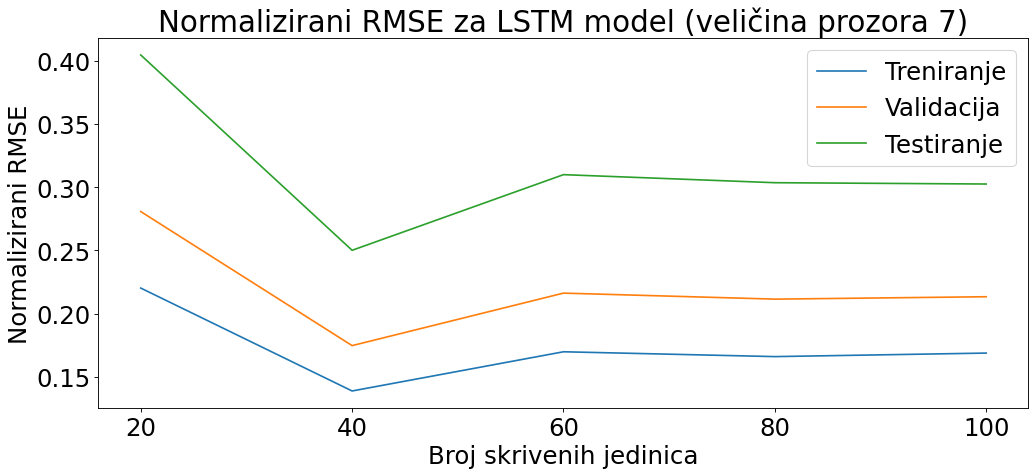 Normalizirani RMSE za LSTM model (veličina prozora 7)
Normalizirani RMSE
0.40
0.35
0.30
0.25
0.20
0.15
Treniranje
Validacija
Testiranje
20 40 60 80 100
Broj skrivenih jedinica